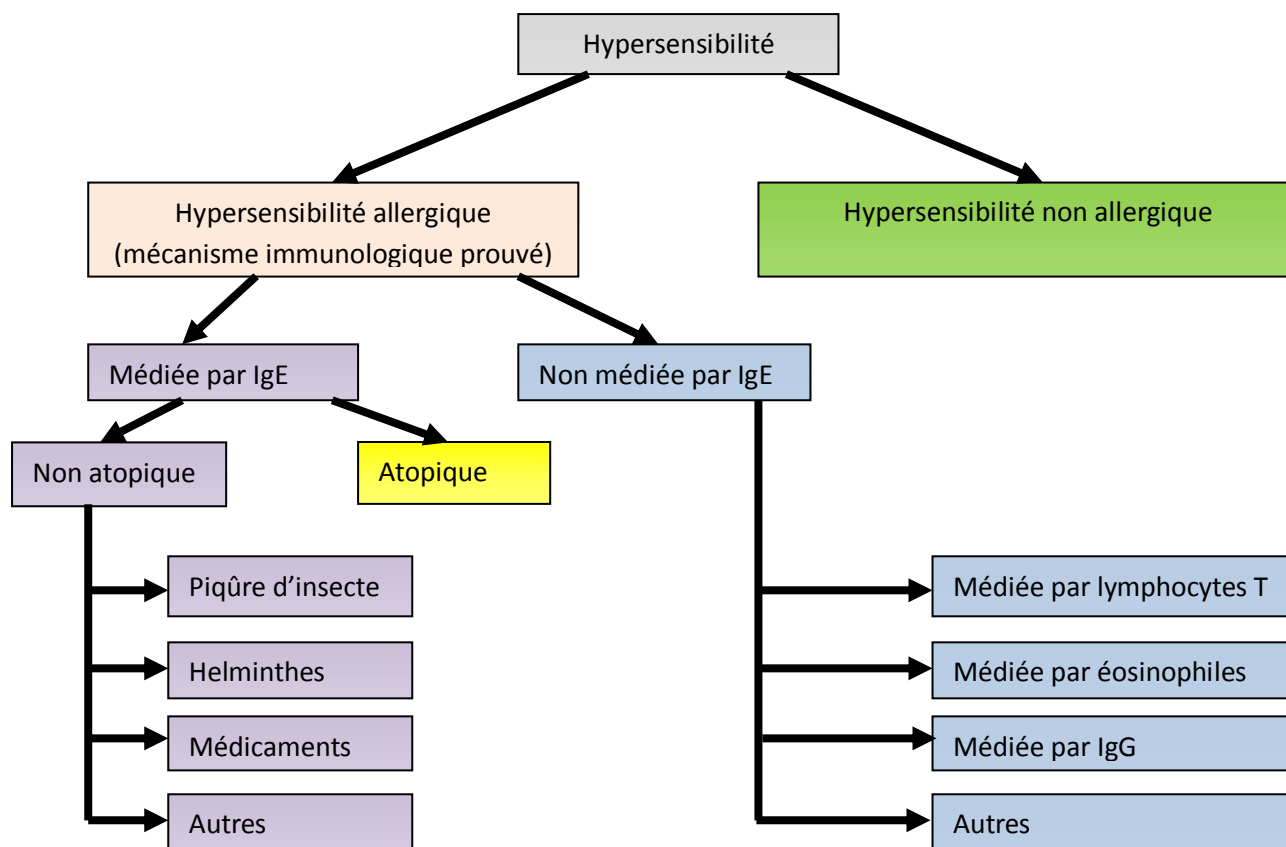 Hypersensibilité
Hypersensibilité allergique
(mécanisme immunologique prouvé)
Hypersensibilité non allergique
Médiée par IgE
Non médiée par IgE
Non atopique
Atopique
Piqûre d’insecte
Helminthes
Médicaments
Autres
Médiée par lymphocytes T
Médiée par éosinophiles
Médiée par IgG
Autres